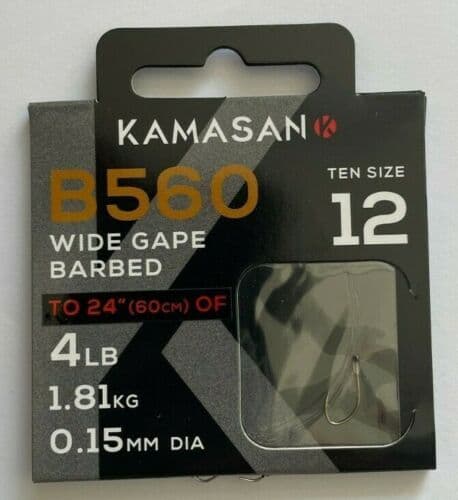 KAMASAN K
B560
WIDE GAPE
BARBED
TEN SIZE
12
TO 24" (60CM) OF
4LB
1.81KG
0.15MM DIA